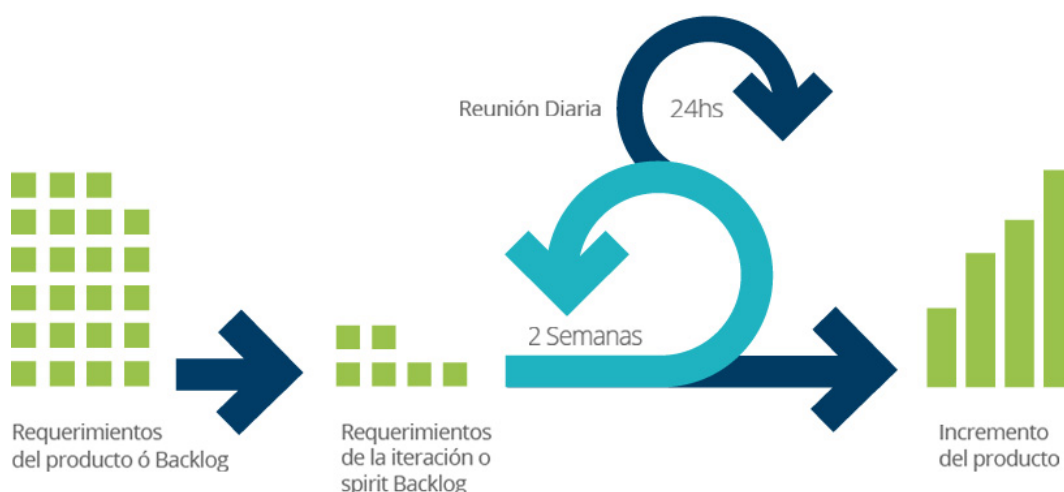 Reunión Diaria
24hs
2 Semanas
Requerimientos
del producto ó Backlog
Requerimientos
de la iteración o
spirit Backlog
Incremento
del producto